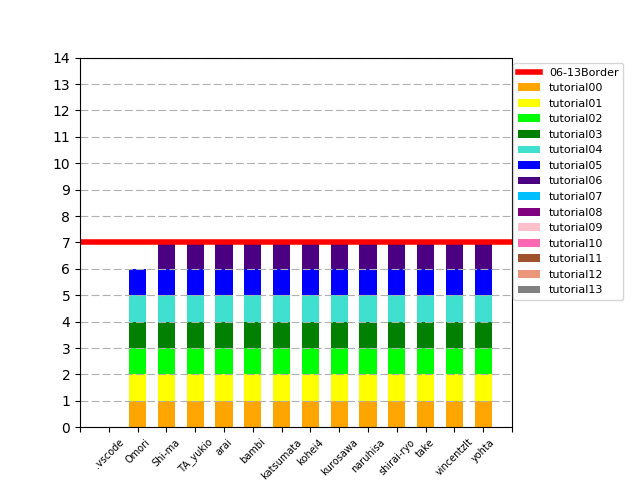 14
13
12
11
10
9
8
7
6
5
4
3
2
1
0
06-13Border
tutorial00
tutorial01
tutorial02
tutorial03
tutorial04
tutorial05
tutorial06
tutorial07
tutorial08
tutorial09
tutorial10
tutorial11
tutorial12
tutorial13
.vscode
Omori
Shi-ma
TA_yukio
arai
bambi
katsumata
kohei4
kurosawa
naruhisa
shirai-ryo
take
vincentzlt
yohta